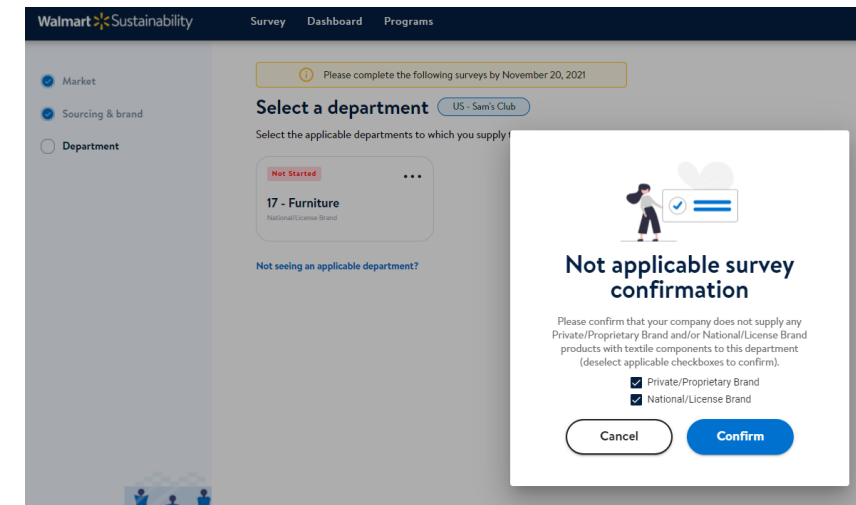 Walmart Sustainability
Survey Dashboard Programs
Market
Sourcing & brand
Department
Please complete the following surveys by November 20, 2021
Select a department
US - Sam's Club
Select the applicable departments to which you supply
Not Started
17 - Furniture
National/License Brand
Not seeing an applicable department?
Not applicable survey
confirmation
Please confirm that your company does not supply any
Private/Proprietary Brand and/or National/License Brand
products with textile components to this department
(deselect applicable checkboxes to confirm).
Private/Proprietary Brand
National/License Brand
Cancel
Confirm